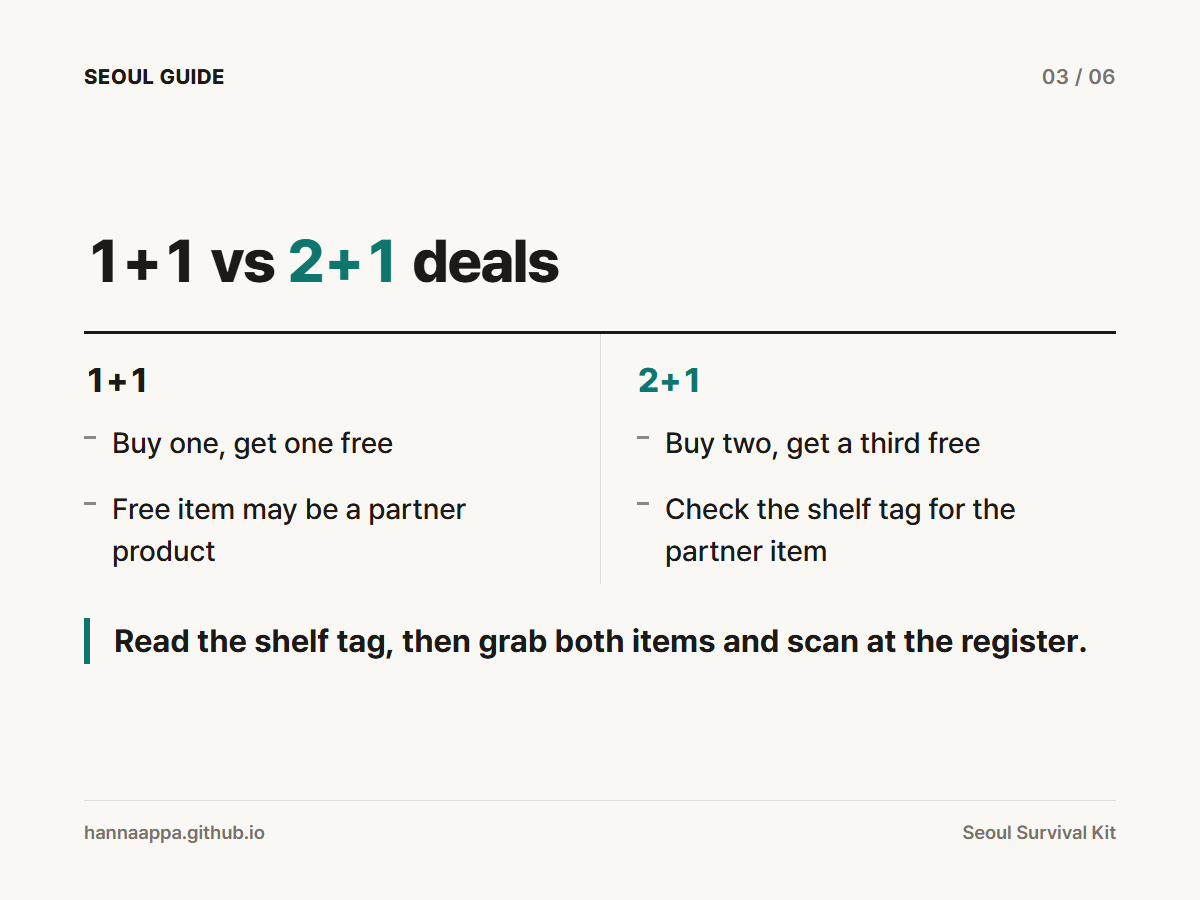 SEOUL GUIDE
03 / 06
1+1 vs 2+1 deals
1+1
– Buy one, get one free
– Free item may be a partner
product
2+1
– Buy two, get a third free
– Check the shelf tag for the
partner item
Read the shelf tag, then grab both items and scan at the register.
hannaappa.github.io
Seoul Survival Kit